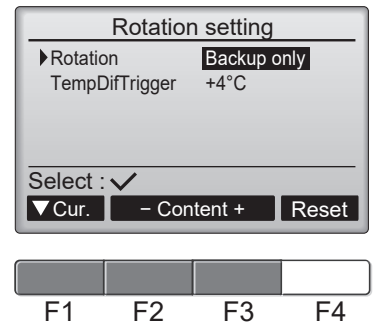 Rotation setting
Rotation Backup only
TempDifTrigger +4°C
Select :
Cur. − Content + Reset
F1 F2 F3 F4